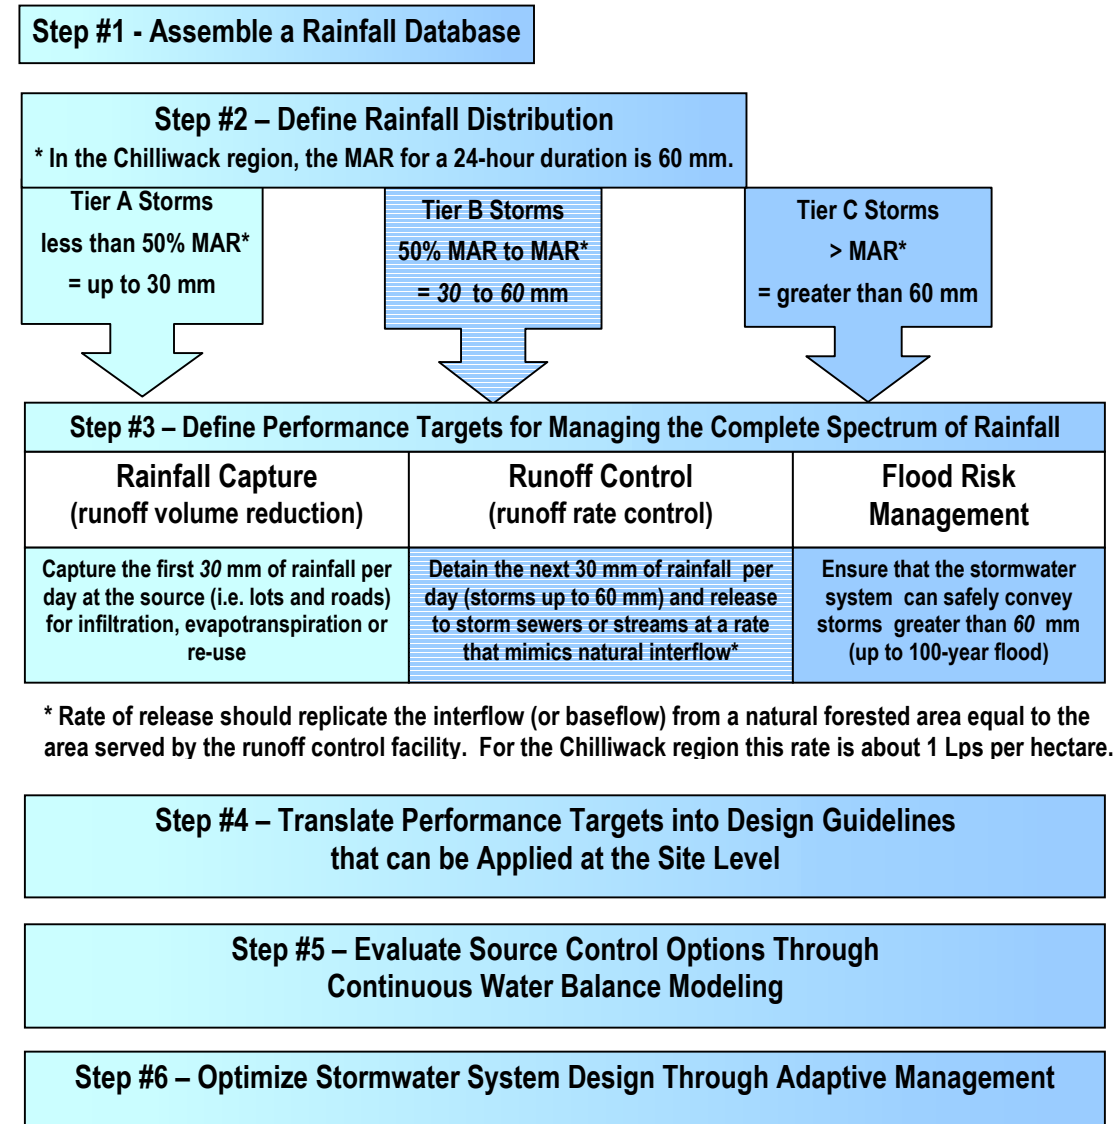 Step #1 - Assemble a Rainfall Database
Step #2 – Define Rainfall Distribution
* In the Chilliwack region, the MAR for a 24-hour duration is 60 mm.
Tier A Storms
less than 50% MAR*
= up to 30 mm
Tier B Storms
50% MAR to MAR*
= 30 to 60 mm
Tier C Storms
> MAR*
= greater than 60 mm
Step #3 – Define Performance Targets for Managing the Complete Spectrum of Rainfall
Rainfall Capture
(runoff volume reduction)
Runoff Control
(runoff rate control)
Flood Risk
Management
Capture the first 30 mm of rainfall per
day at the source (i.e. lots and roads)
for infiltration, evapotranspiration or
re-use
Detain the next 30 mm of rainfall per
day (storms up to 60 mm) and release
to storm sewers or streams at a rate
that mimics natural interflow*
Ensure that the stormwater
system can safely convey
storms greater than 60 mm
(up to 100-year flood)
* Rate of release should replicate the interflow (or baseflow) from a natural forested area equal to the
area served by the runoff control facility. For the Chilliwack region this rate is about 1 Lps per hectare.
Step #4 – Translate Performance Targets into Design Guidelines
that can be Applied at the Site Level
Step #5 – Evaluate Source Control Options Through
Continuous Water Balance Modeling
Step #6 – Optimize Stormwater System Design Through Adaptive Management